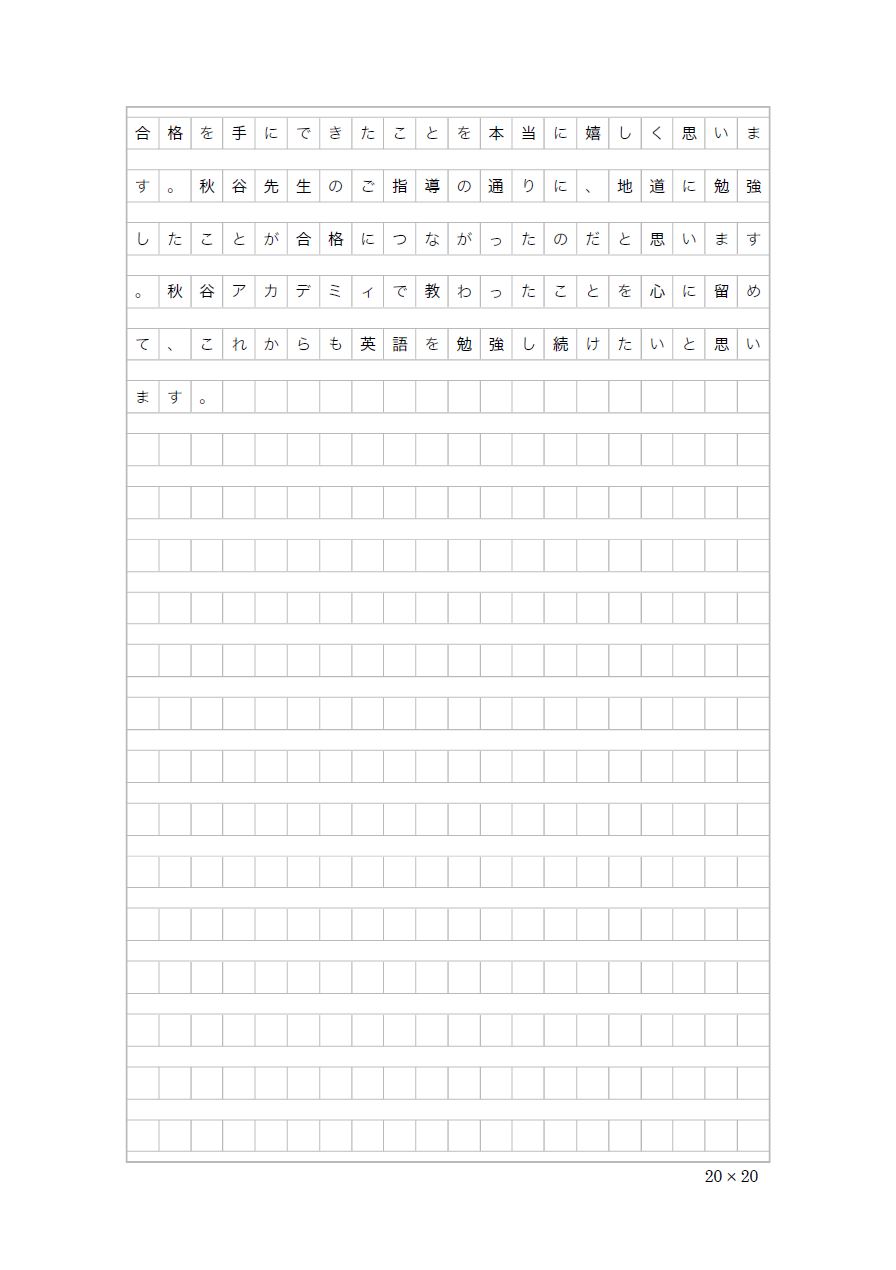 合格を手にできたことを本当に嬉しく思いま
す。秋谷先生のご指導の通りに、地道に勉強
したことが合格につながったのだと思います
。秋谷アカデミィで教わったことを心に留め
て、これからも英語を勉強し続けたいと思い
ます。
20×20